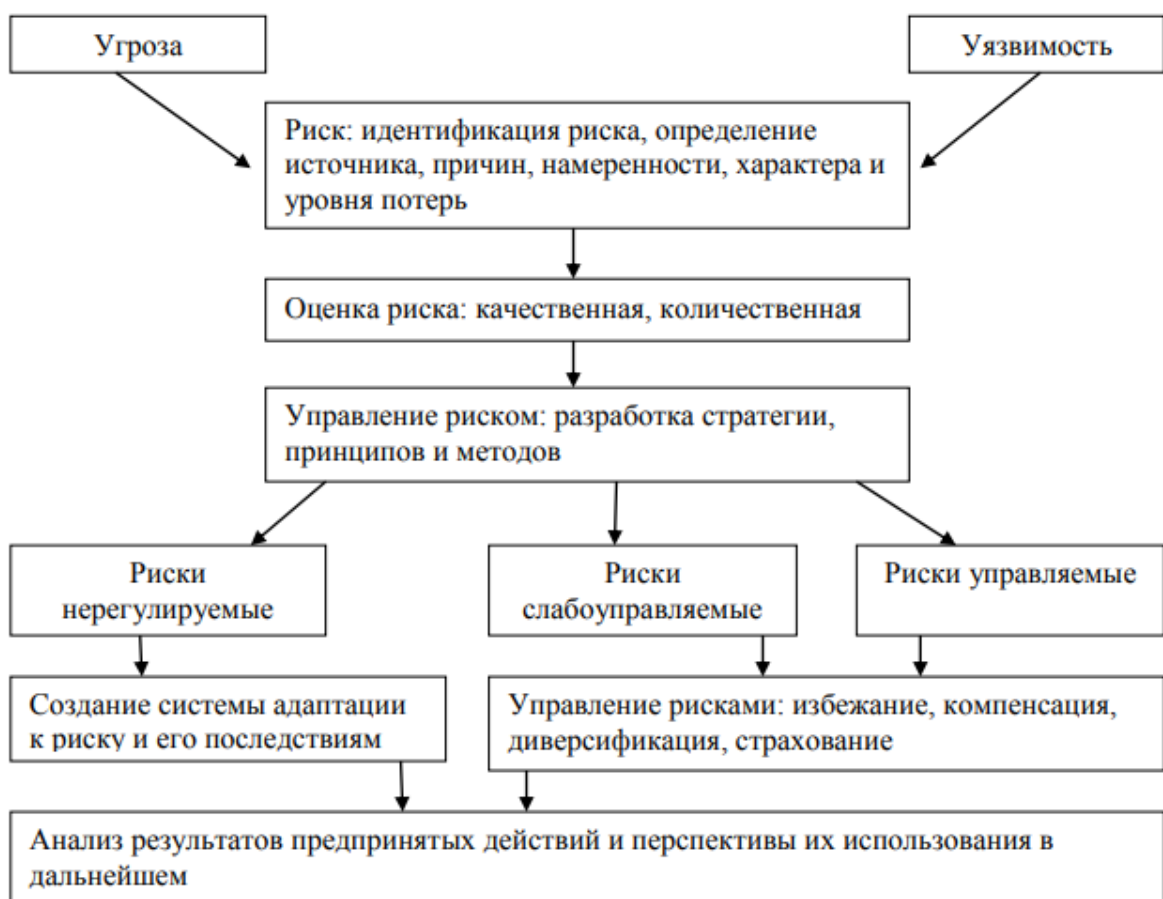 Угроза
Уязвимость
Риск: идентификация риска, определение
источника, причин, намеренности, характера и
уровня потерь
Оценка риска: качественная, количественная
Управление риском: разработка стратегии,
принципов и методов
Риски
нерегулируемые
Риски
слабоуправляемые
Риски управляемые
Создание системы адаптации
к риску и его последствиям
Управление рисками: избежание, компенсация,
диверсификация, страхование
Анализ результатов предпринятых действий и перспективы их использования в
дальнейшем